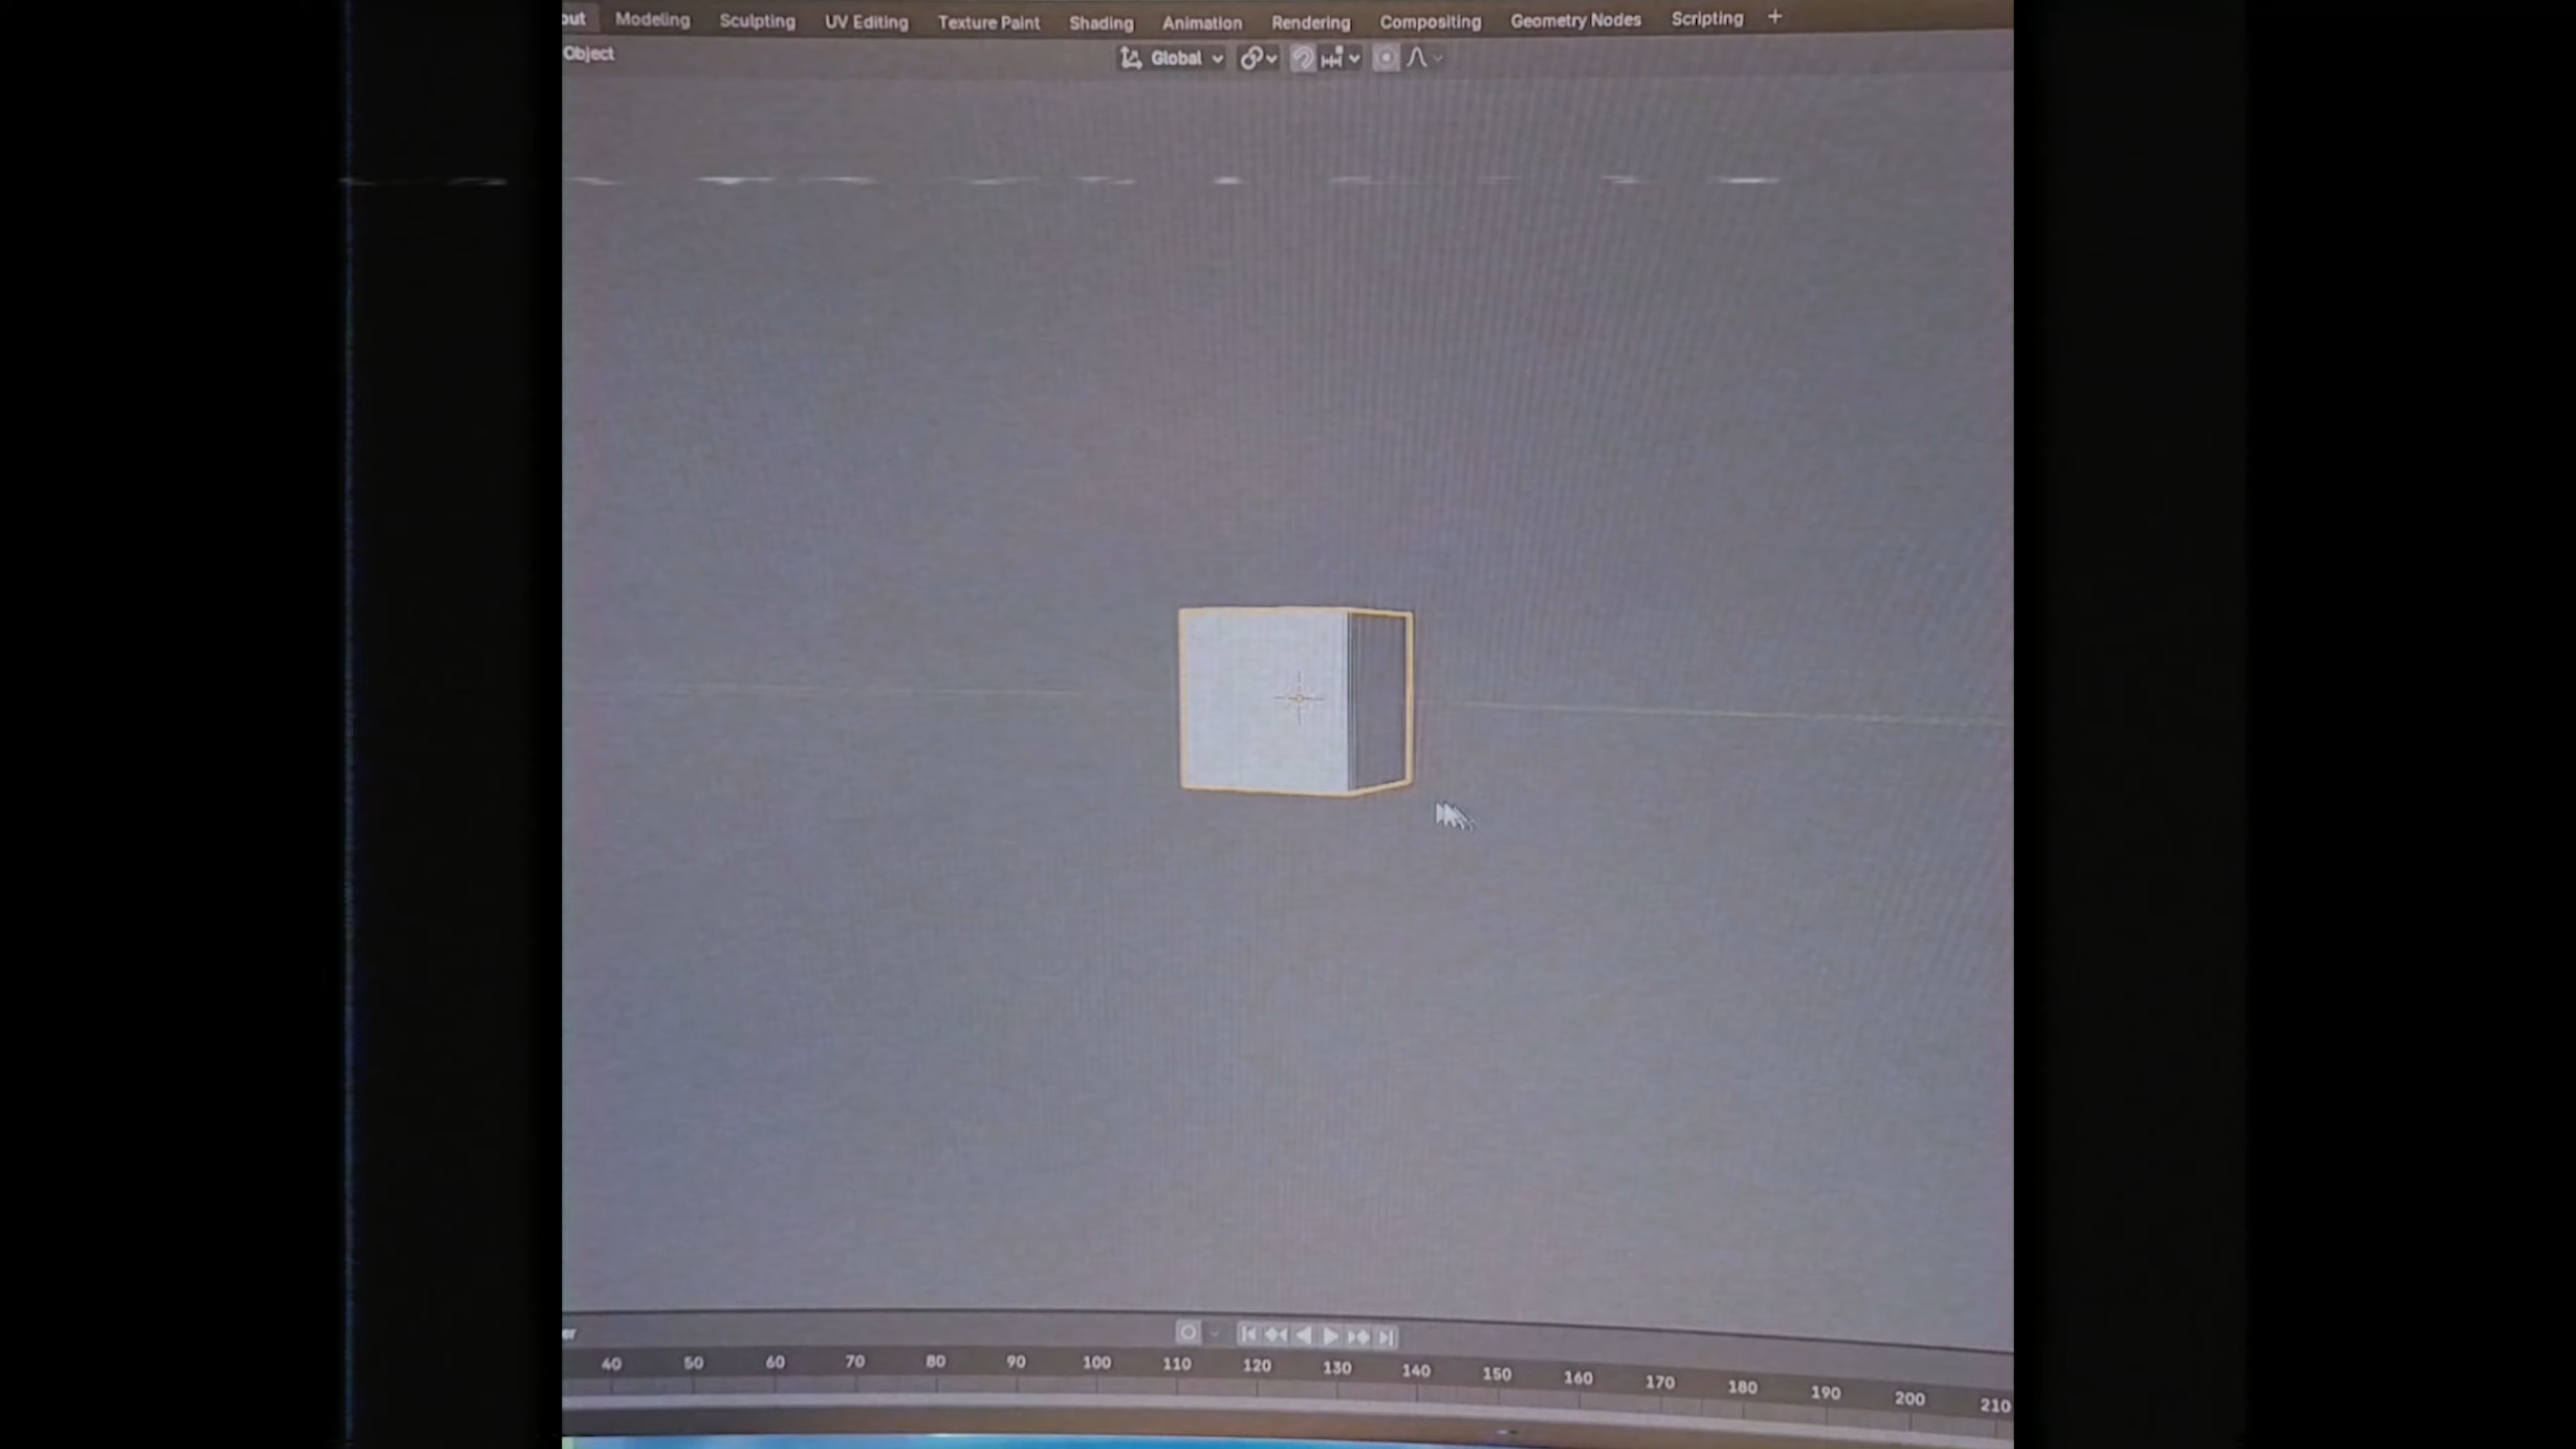 out Modeling Sculpting UV Editing Texture Paint Shading Animation Rendering Compositing Geometry Nodes Scripting +
Object Global
er
40 50 60 70 80 90 100 110 120 130 140 150 160 170 180 190 200 210